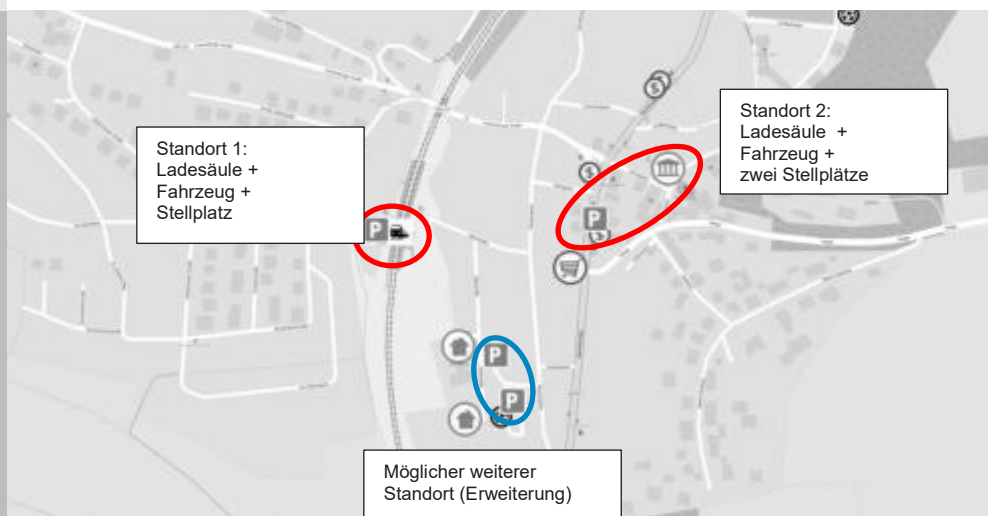 Standort 1:
Ladesäule +
Fahrzeug +
Stellplatz
Standort 2:
Ladesäule +
Fahrzeug +
zwei Stellplätze
P
P
P
P
Möglicher weiterer
Standort (Erweiterung)